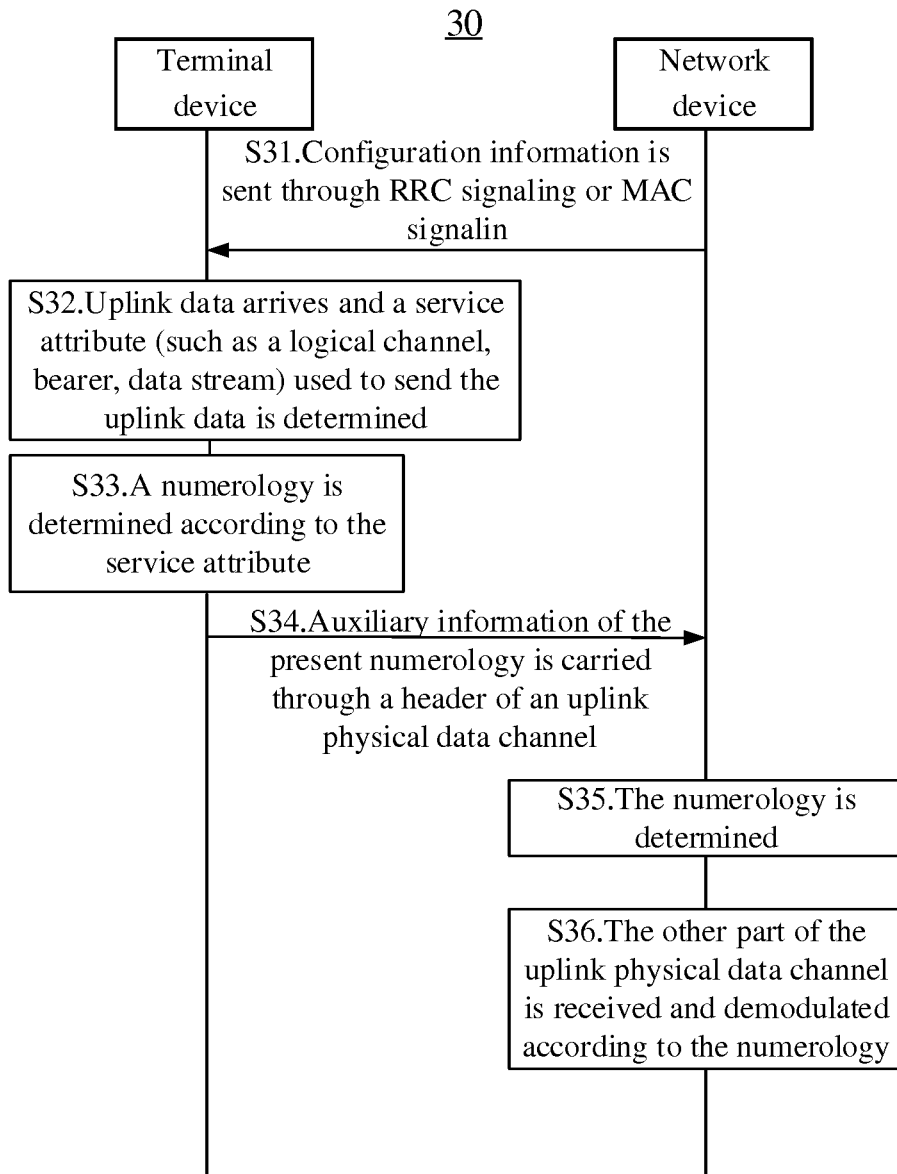 30
Terminal
device
Network
device
S31.Configuration information is
sent through RRC signaling or MAC
signalin
S32.Uplink data arrives and a service
attribute (such as a logical channel,
bearer, data stream) used to send the
uplink data is determined
S33.A numerology is
determined according to the
service attribute
S34.Auxiliary information of the
present numerology is carried
through a header of an uplink
physical data channel
S35.The numerology is
determined
S36.The other part of the
uplink physical data channel
is received and demodulated
according to the numerology